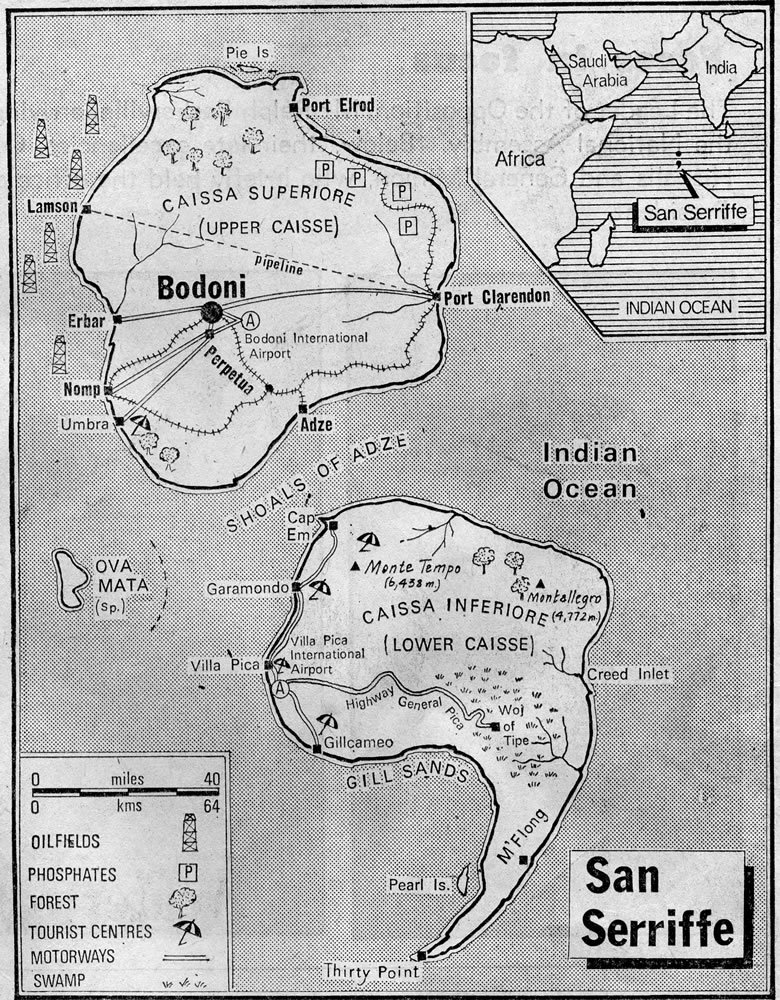 Pie Is.
Port Elrod
P
P
P
P
CAISSA SUPERIORE
(UPPER CAISSE)
Lamson
pipeline
Bodoni
Port Clarendon
Erbar
A
Bodoni International
Airport
Perpetua
Nomp
Umbra
Adze
SHOALS OF ADZE
Saudi
Arabia
India
Africa
San Serriffe
INDIAN OCEAN
Indian
Ocean
Cap
Em
Monte Tempo
(6,438 m.)
OVA
MATA
(Sp.)
Garamondo
Montallegro
(4,772 m.)
CAISSA INFERIORE
(LOWER CAISSE)
Villa Pica
International
Airport
Villa Pica
A
Creed Inlet
Highway General Pica
Woj
of
Tipe
Gillcameo
GILL SANDS
M'Flong
Pearl Is.
Thirty Point
0 miles 40
0 kms 64
OILFIELDS
PHOSPHATES P
FOREST
TOURIST CENTRES
MOTORWAYS
SWAMP
San
Serriffe